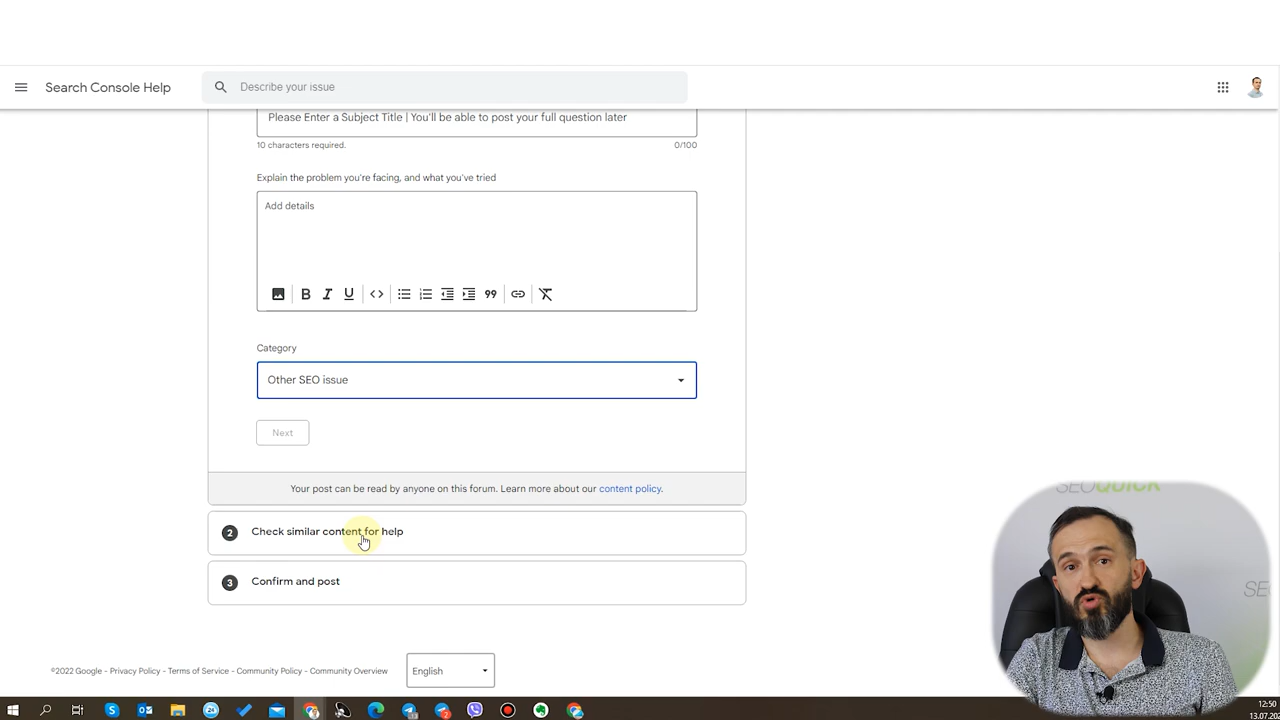 Search Console Help
Describe your issue
Please Enter a Subject Title | You'll be able to post your full question later
10 characters required.
0/100
Explain the problem you're facing, and what you've tried
Add details
B I U <> 99
Category
Other SEO issue
Next
Your post can be read by anyone on this forum. Learn more about our content policy.
2 Check similar content for help
3 Confirm and post
SEOQUICK
SEO
©2022 Google - Privacy Policy - Terms of Service - Community Policy - Community Overview
English
24
12:50